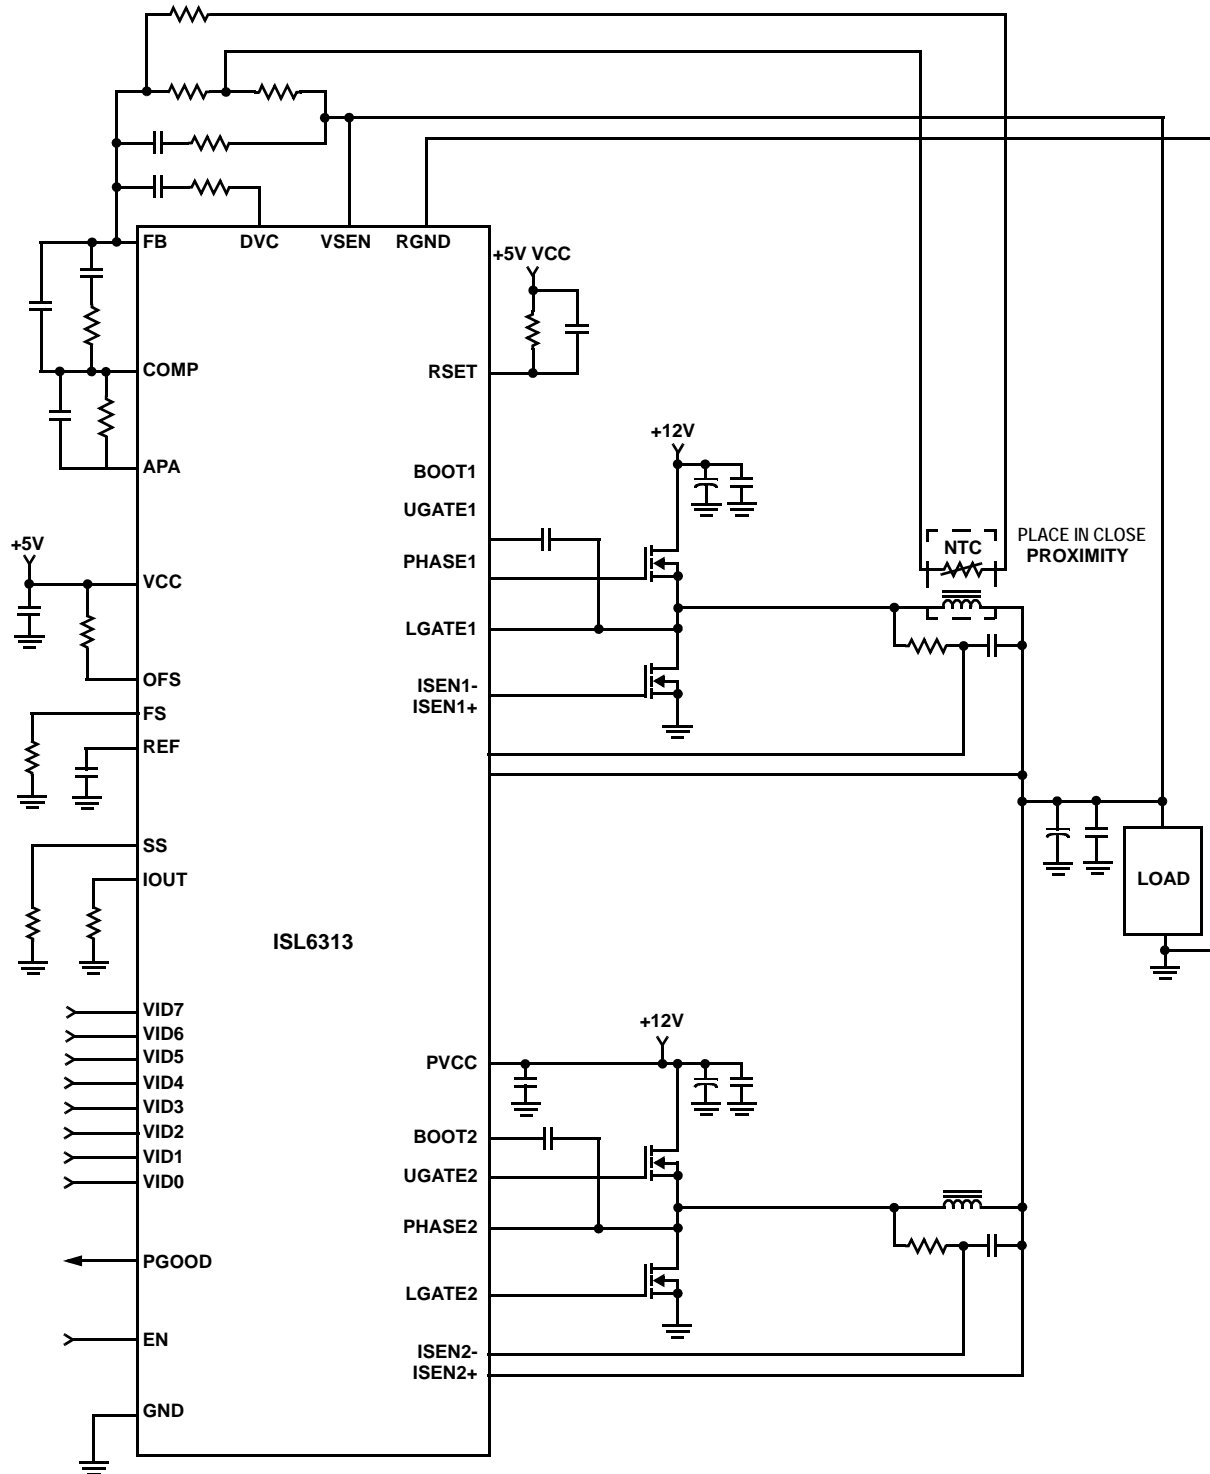 FB
DVC
VSEN
RGND
+5V VCC
COMP
RSET
+12V
APA
BOOT1
UGATE1
+5V
PHASE1
NTC
PLACE IN CLOSE
PROXIMITY
VCC
LGATE1
OFS
ISEN1-
ISEN1+
FS
REF
SS
IOUT
LOAD
ISL6313
VID7
VID6
VID5
VID4
VID3
VID2
VID1
VID0
+12V
PVCC
BOOT2
UGATE2
PHASE2
PGOOD
LGATE2
EN
ISEN2-
ISEN2+
GND